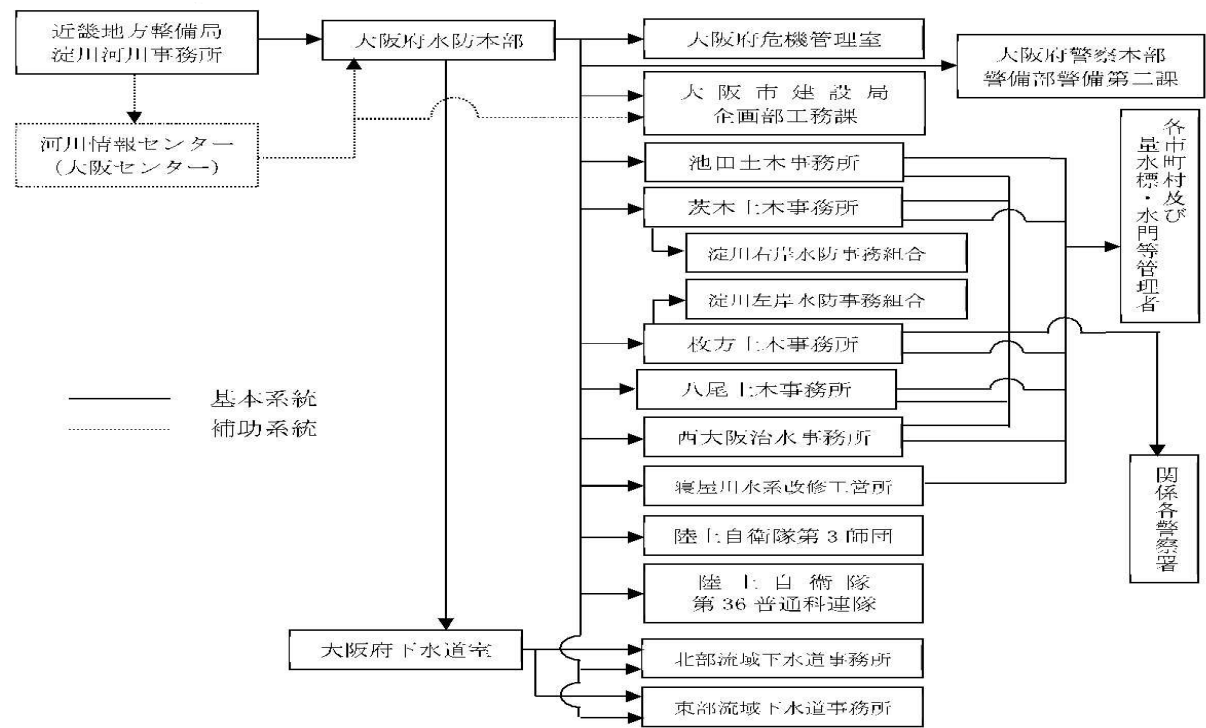 近畿地方整備局
淀川河川事務所
大阪府水防本部
大阪府危機管理室
大阪府警察本部
警備部警備第二課
大阪市建設局
企画部工務課
河川情報センター
(大阪センター)
各市町村及び
量水標・水門等管理者
池田土木事務所
茨木土木事務所
淀川右岸水防事務組合
淀川左岸水防事務組合
枚方土木事務所
八尾土木事務所
基本系統
補助系統
西大阪治水事務所
寝屋川水系改修工営所
関係各警察署
陸上自衛隊第3師団
陸上自衛隊
第36普通科連隊
大阪府下水道室
北部流域下水道事務所
東部流域下水道事務所